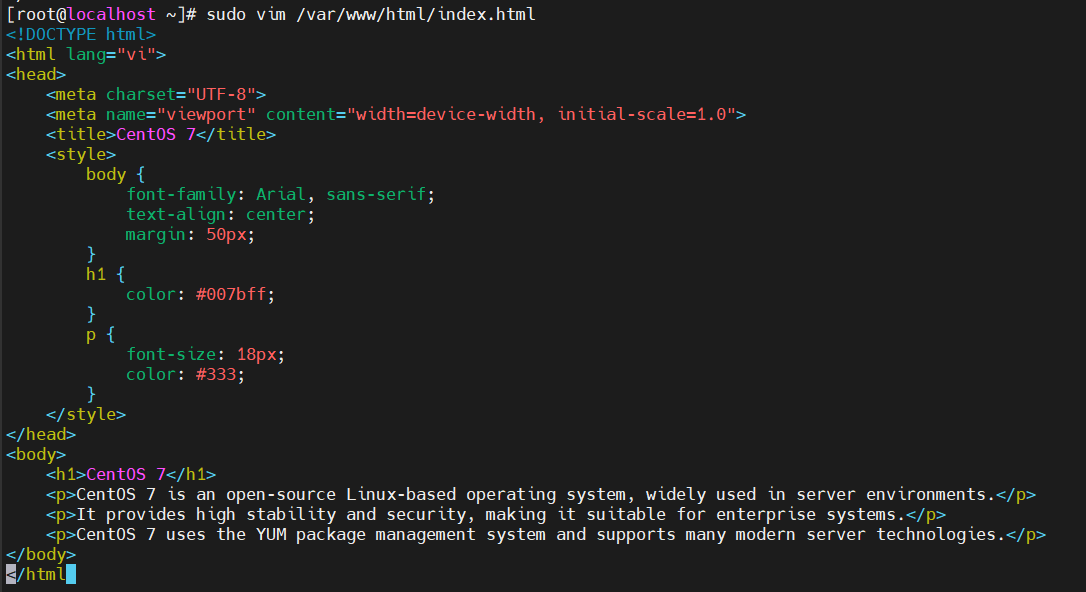 [root@localhost ~]# sudo vim /var/www/html/index.html
<!DOCTYPE html>
<html lang="vi">
<head>
    <meta charset="UTF-8">
    <meta name="viewport" content="width=device-width, initial-scale=1.0">
    <title>CentOS 7</title>
    <style>
        body {
            font-family: Arial, sans-serif;
            text-align: center;
            margin: 50px;
        }
        h1 {
            color: #007bff;
        }
        p {
            font-size: 18px;
            color: #333;
        }
    </style>
</head>
<body>
    <h1>CentOS 7</h1>
    <p>CentOS 7 is an open-source Linux-based operating system, widely used in server environments.</p>
    <p>It provides high stability and security, making it suitable for enterprise systems.</p>
    <p>CentOS 7 uses the YUM package management system and supports many modern server technologies.</p>
</body>
</html